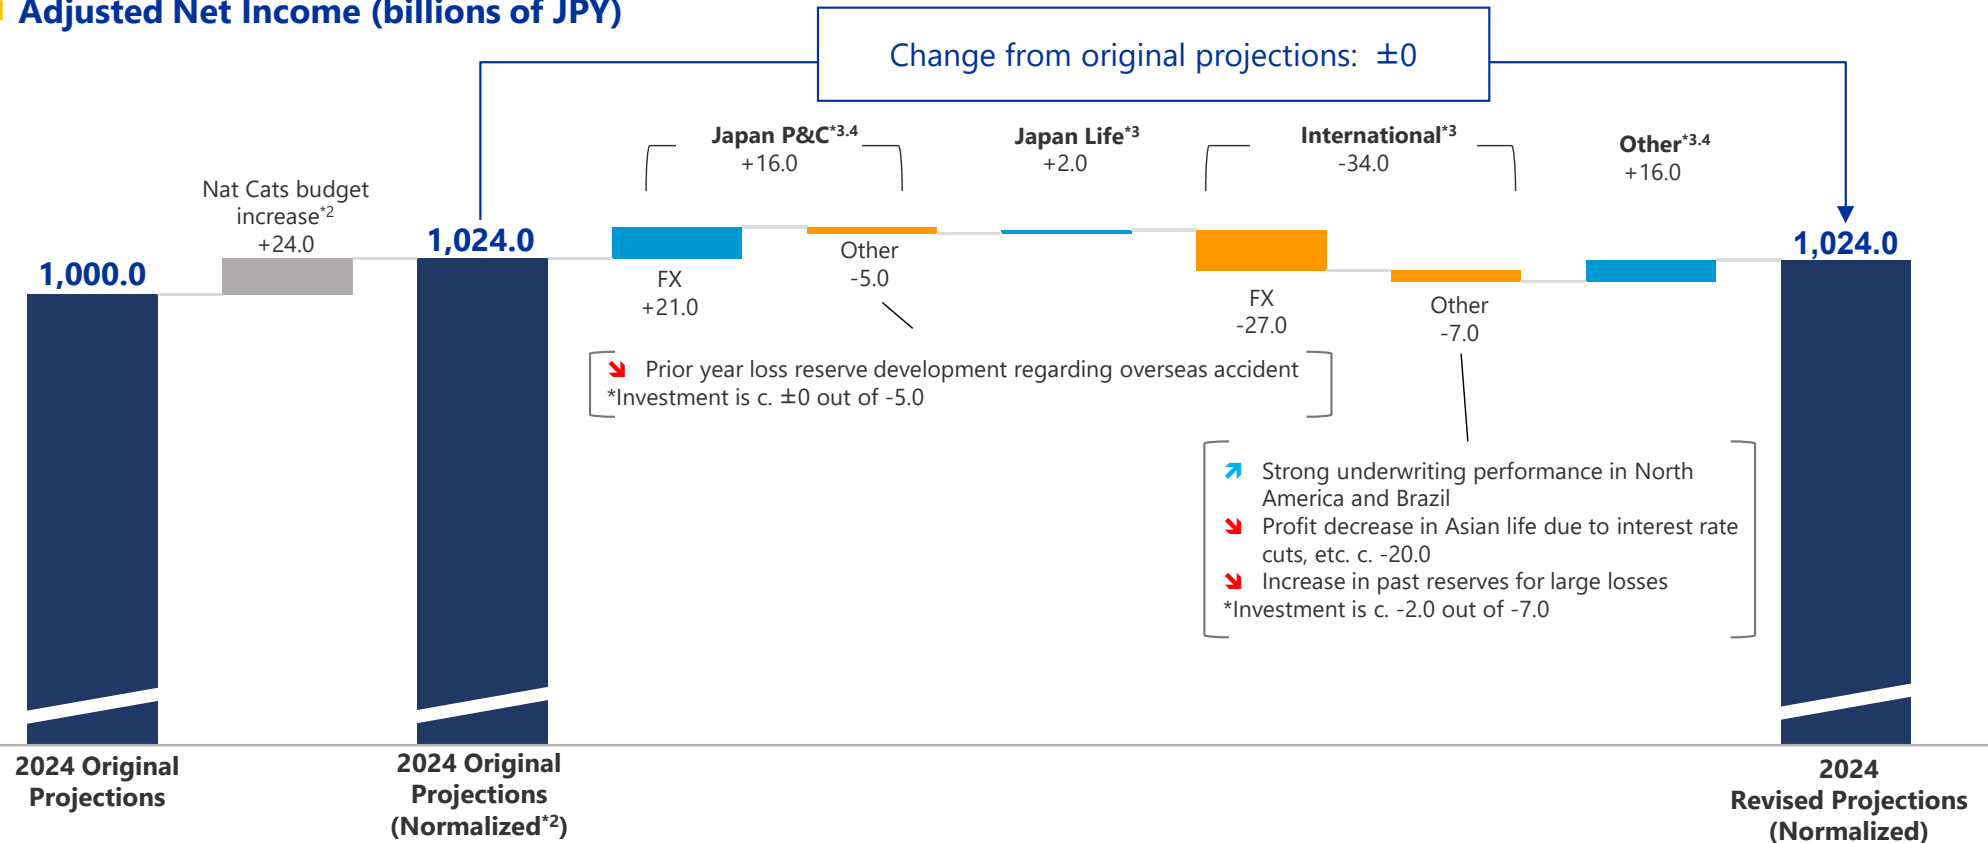 Adjusted Net Income (billions of JPY)
Change from original projections: ±0
1,000.0
Nat Cats budget
increase*2
+24.0
1,024.0
Japan P&C*3.4
+16.0
FX
+21.0
Other
-5.0
Japan Life*3
+2.0
International*3
-34.0
FX
-27.0
Other
-7.0
Other*3.4
+16.0
1,024.0
Prior year loss reserve development regarding overseas accident
*Investment is c. ±0 out of -5.0
Strong underwriting performance in North
America and Brazil
Profit decrease in Asian life due to interest rate
cuts, etc. c. -20.0
Increase in past reserves for large losses
*Investment is c. -2.0 out of -7.0
2024 Original
Projections
2024 Original
Projections
(Normalized*2)
2024
Revised Projections
(Normalized)